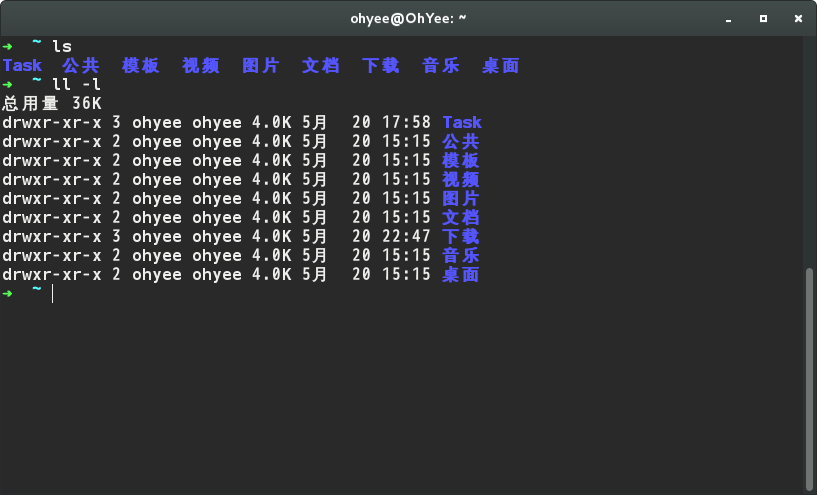 ohyee@OhYee: ~
➜ ~ ls
Task 公共 模板 视频 图片 文档 下载 音乐 桌面
➜ ~ ll -l
总用量 36K
drwxr-xr-x 3 ohyee ohyee 4.0K 5月  20 17:58 Task
drwxr-xr-x 2 ohyee ohyee 4.0K 5月  20 15:15 公共
drwxr-xr-x 2 ohyee ohyee 4.0K 5月  20 15:15 模板
drwxr-xr-x 2 ohyee ohyee 4.0K 5月  20 15:15 视频
drwxr-xr-x 2 ohyee ohyee 4.0K 5月  20 15:15 图片
drwxr-xr-x 2 ohyee ohyee 4.0K 5月  20 15:15 文档
drwxr-xr-x 3 ohyee ohyee 4.0K 5月  20 22:47 下载
drwxr-xr-x 2 ohyee ohyee 4.0K 5月  20 15:15 音乐
drwxr-xr-x 2 ohyee ohyee 4.0K 5月  20 15:15 桌面
➜ ~